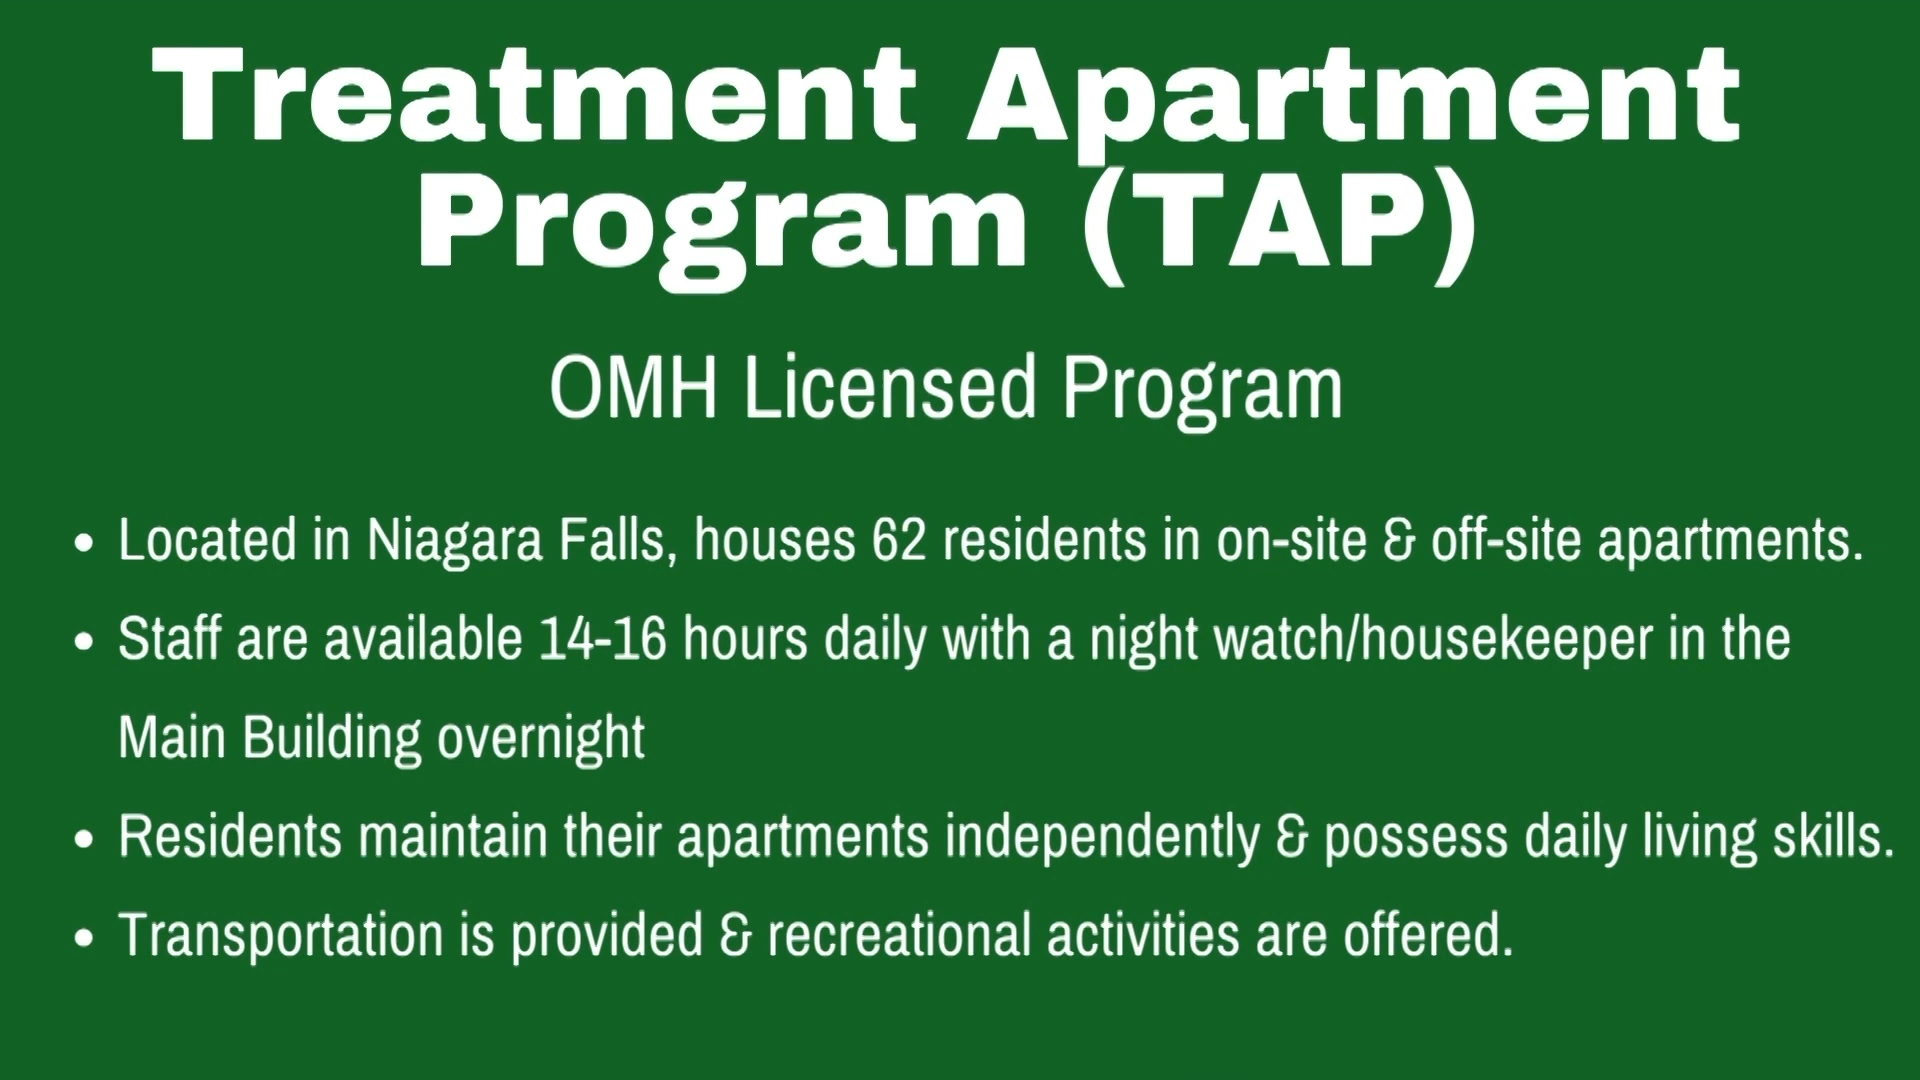 Treatment Apartment
Program (TAP)
OMH Licensed Program
• Located in Niagara Falls, houses 62 residents in on-site & off-site apartments.
• Staff are available 14-16 hours daily with a night watch/housekeeper in the
Main Building overnight
• Residents maintain their apartments independently & possess daily living skills.
• Transportation is provided & recreational activities are offered.